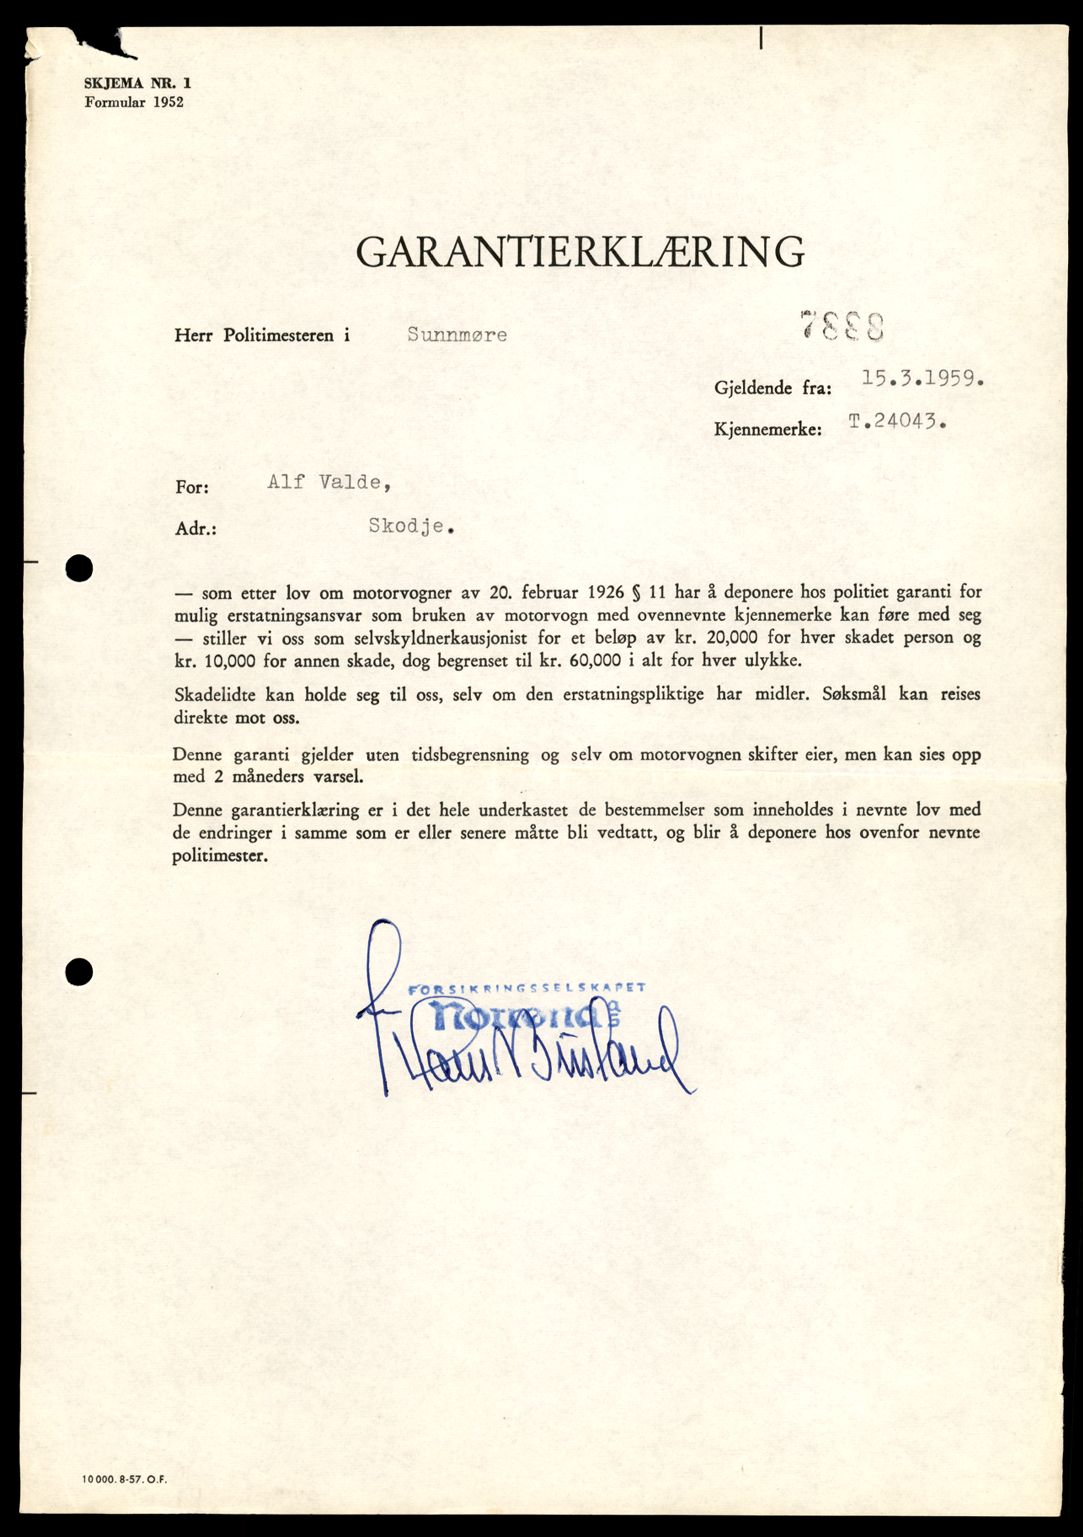 SKJEMA NR. 1
Formular 1952
GARANTIERKLÆRING
Herr Politimesteren i Sunnmøre
Gjeldende fra: 15.3.1959.
Kjennemerke: T.24043.
For: Alf Valde,
Adr.: Skodje.
— som etter lov om motorvogner av 20. februar 1926 § 11 har å deponere hos politiet garanti for
mulig erstatningsansvar som bruken av motorvogn med ovennevnte kjennemerke kan føre med seg
— stiller vi oss som selvskyldnerkausjonist for et beløp av kr. 20,000 for hver skadet person og
kr. 10,000 for annen skade, dog begrenset til kr. 60,000 i alt for hver ulykke.
Skadelidte kan holde seg til oss, selv om den erstatningspliktige har midler. Søksmål kan reises
direkte mot oss.
Denne garanti gjelder uten tidsbegrensning og selv om motorvognen skifter eier, men kan sies opp
med 2 måneders varsel.
Denne garantierklæring er i det hele underkastet de bestemmelser som inneholdes i nevnte lov med
de endringer i samme som er eller senere måtte bli vedtatt, og blir å deponere hos ovenfor nevnte
politimester.
FORSIKRINGSSELSKAPET
Norrøna as
Hans
10000. 8-57. O.F.